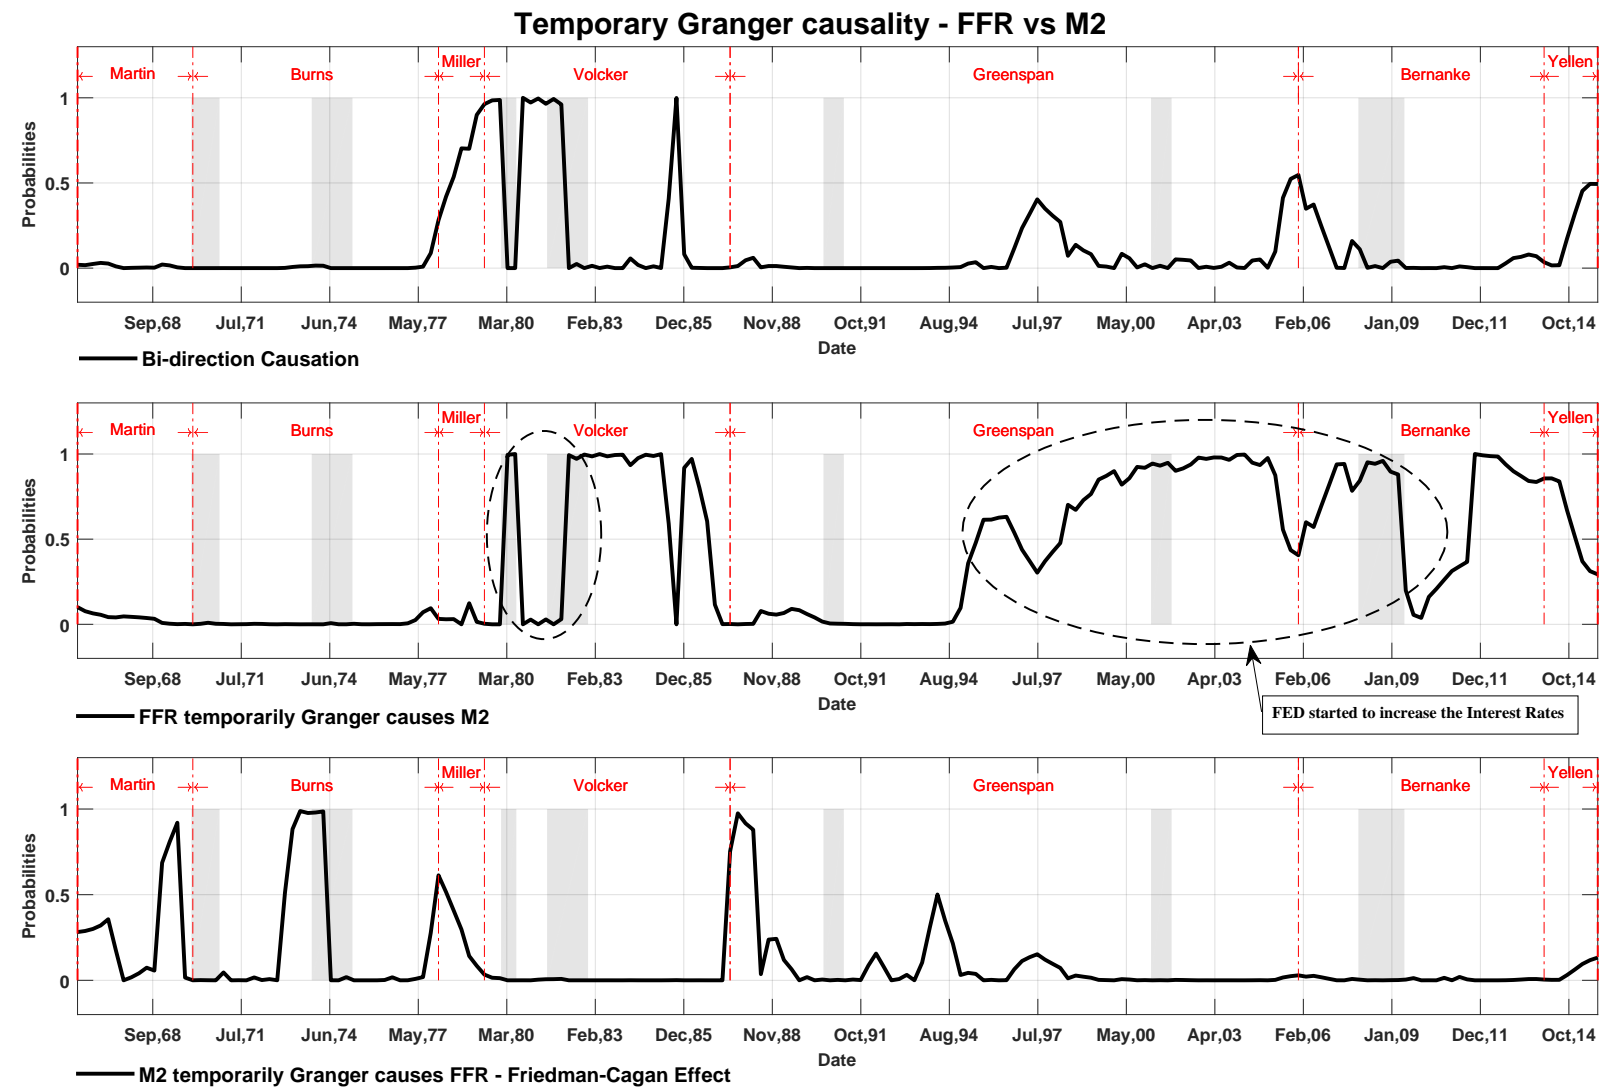 Temporary Granger causality - FFR vs M2
Martin Burns Miller Volcker Greenspan Bernanke Yellen
Probabilities
1
0.5
0
Sep,68 Jul,71 Jun,74 May,77 Mar,80 Feb,83 Dec,85 Nov,88 Oct,91 Aug,94 Jul,97 May,00 Apr,03 Feb,06 Jan,09 Dec,11 Oct,14
Date
Bi-direction Causation
Martin Burns Miller Volcker Greenspan Bernanke Yellen
Probabilities
1
0.5
0
Sep,68 Jul,71 Jun,74 May,77 Mar,80 Feb,83 Dec,85 Nov,88 Oct,91 Aug,94 Jul,97 May,00 Apr,03 Feb,06 Jan,09 Dec,11 Oct,14
Date
FFR temporarily Granger causes M2
FED started to increase the Interest Rates
Martin Burns Miller Volcker Greenspan Bernanke Yellen
Probabilities
1
0.5
0
Sep,68 Jul,71 Jun,74 May,77 Mar,80 Feb,83 Dec,85 Nov,88 Oct,91 Aug,94 Jul,97 May,00 Apr,03 Feb,06 Jan,09 Dec,11 Oct,14
Date
M2 temporarily Granger causes FFR - Friedman-Cagan Effect